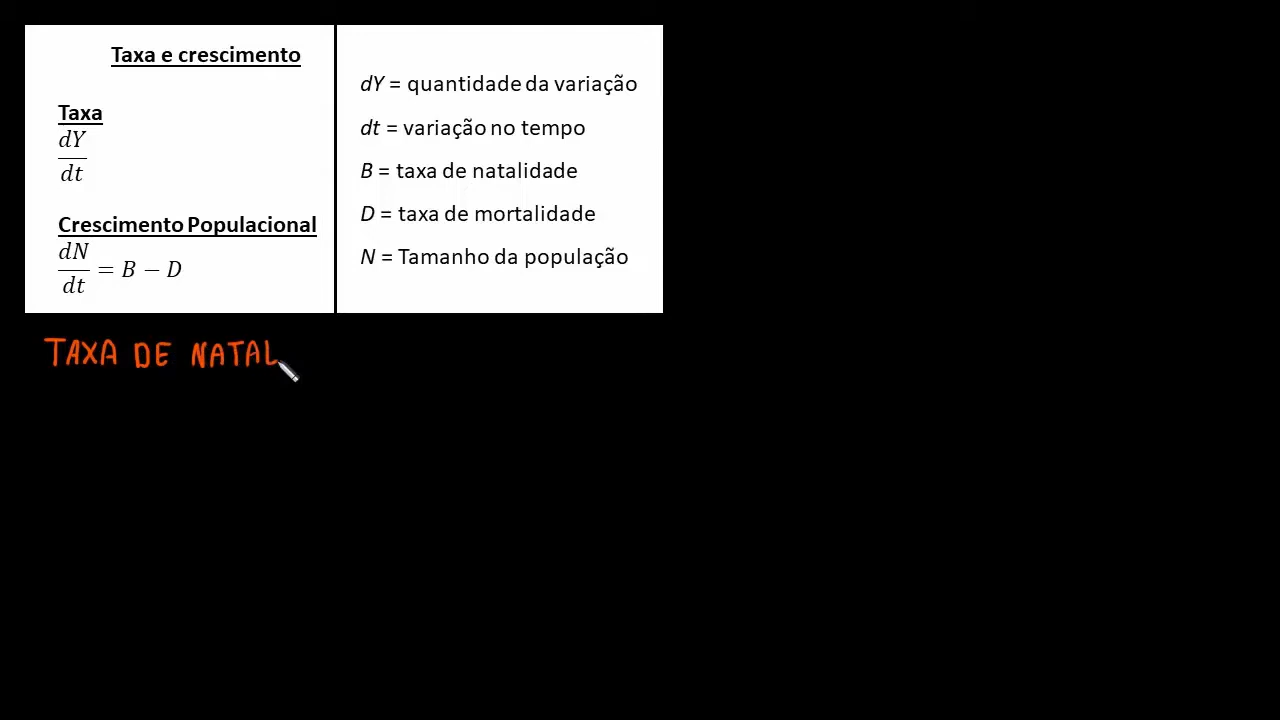 Taxa e crescimento
Taxa
dY
dt
Crescimento Populacional
dN
dt = B − D
dY = quantidade da variação
dt = variação no tempo
B = taxa de natalidade
D = taxa de mortalidade
N = Tamanho da população
TAXA DE NATAL